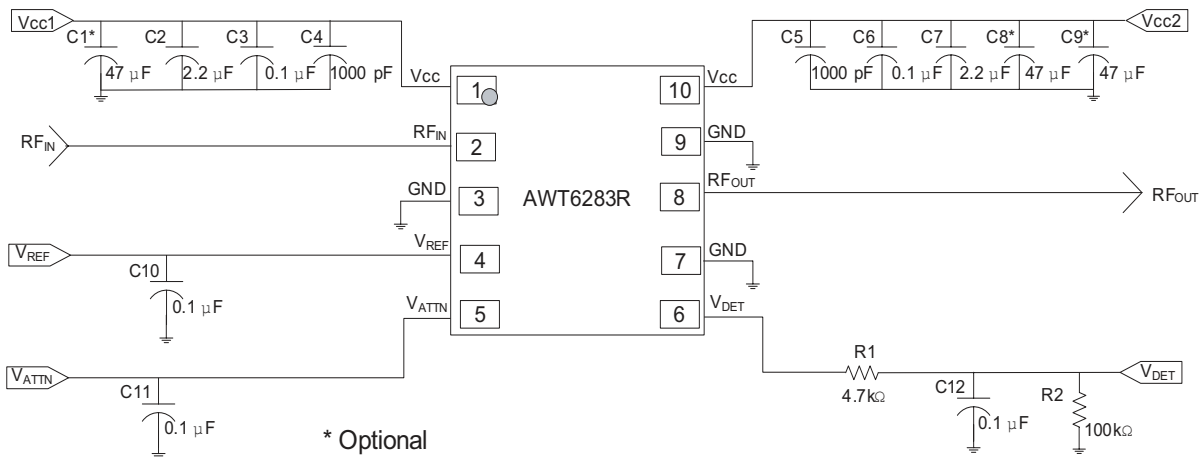 Vcc1
C1*
C2
C3
C4
47 µF
2.2 µF
0.1 µF
1000 pF
Vcc
Vcc2
C5
C6
C7
C8*
C9*
1000 pF
0.1 µF
2.2 µF
47 µF
47 µF
Vcc
1
10
RFIN
RFIN
2
9
GND
GND
3
AWT6283R
8
RFOUT
RFOUT
VREF
VREF
4
7
GND
C10
0.1 µF
VATTN
5
6
VDET
VATTN
C11
0.1 µF
R1
4.7kΩ
C12
0.1 µF
R2
100kΩ
VDET
* Optional